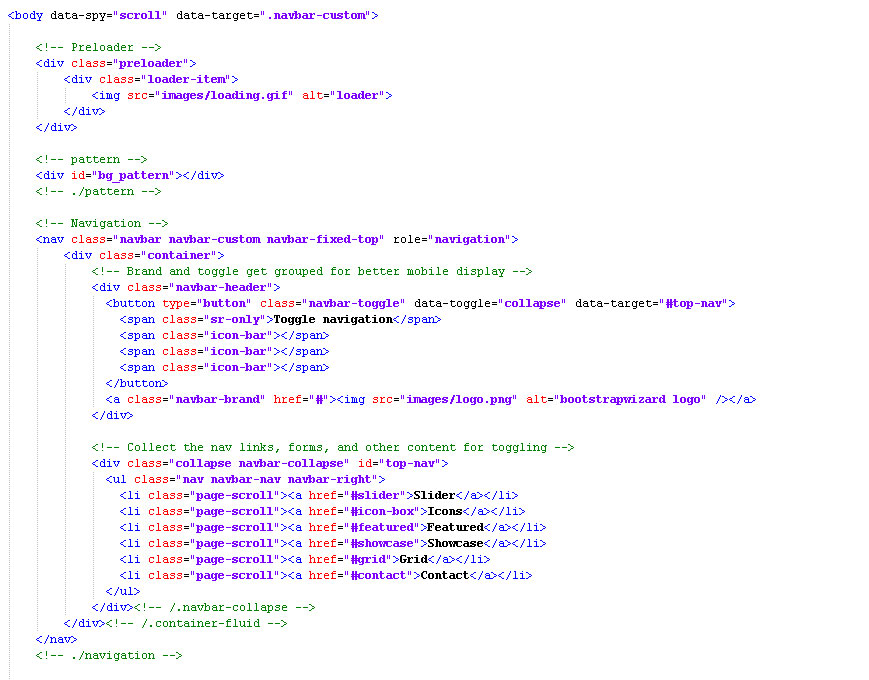 <body data-spy="scroll" data-target=".navbar-custom">
<!-- Preloader -->
<div class="preloader">
<div class="loader-item">
<img src="images/loading.gif" alt="loader">
</div>
</div>
<!-- pattern -->
<div id="bg_pattern"></div>
<!-- ./pattern -->
<!-- Navigation -->
<nav class="navbar navbar-custom navbar-fixed-top" role="navigation">
<div class="container">
<!-- Brand and toggle get grouped for better mobile display -->
<div class="navbar-header">
<button type="button" class="navbar-toggle" data-toggle="collapse" data-target="#top-nav">
<span class="sr-only">Toggle navigation</span>
<span class="icon-bar"></span>
<span class="icon-bar"></span>
<span class="icon-bar"></span>
</button>
<a class="navbar-brand" href="#"><img src="images/logo.png" alt="bootstrapwizard logo" /></a>
</div>
<!-- Collect the nav links, forms, and other content for toggling -->
<div class="collapse navbar-collapse" id="top-nav">
<ul class="nav navbar-nav navbar-right">
<li class="page-scroll"><a href="#slider">Slider</a></li>
<li class="page-scroll"><a href="#icon-box">Icons</a></li>
<li class="page-scroll"><a href="#featured">Featured</a></li>
<li class="page-scroll"><a href="#showcase">Showcase</a></li>
<li class="page-scroll"><a href="#grid">Grid</a></li>
<li class="page-scroll"><a href="#contact">Contact</a></li>
</ul>
</div><!-- /.navbar-collapse -->
</div><!-- /.container-fluid -->
</nav>
<!-- ./navigation -->